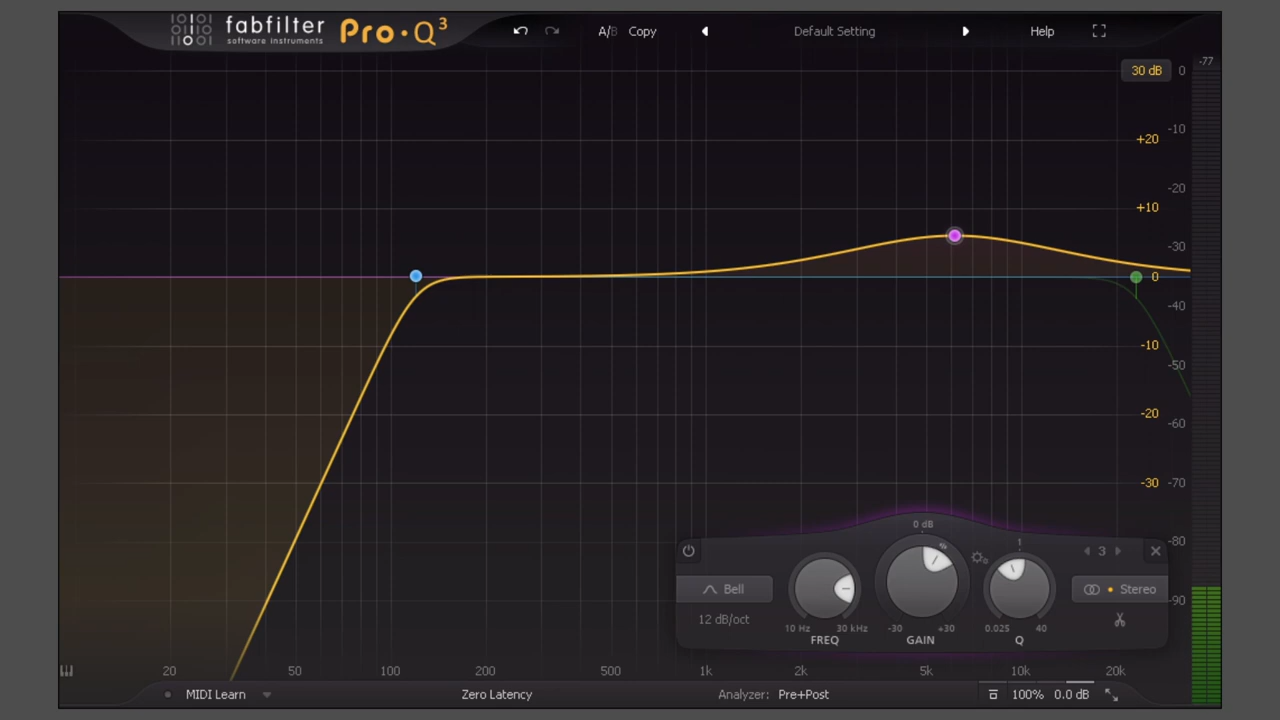 fabfilter
software instruments
Pro·Q³
A/B Copy
Default Setting
Help
-77
30 dB
0
-10
+20
-20
+10
-30
0
-40
-10
-50
-20
-60
-30
-70
-80
-90
0 dB
1
3
Bell
Stereo
12 dB/oct
10 Hz 30 kHz
-30 +30
0.025 40
FREQ
GAIN
Q
20 50 100 200 500 1k 2k 5k 10k 20k
MIDI Learn
Zero Latency
Analyzer: Pre+Post
100% 0.0 dB